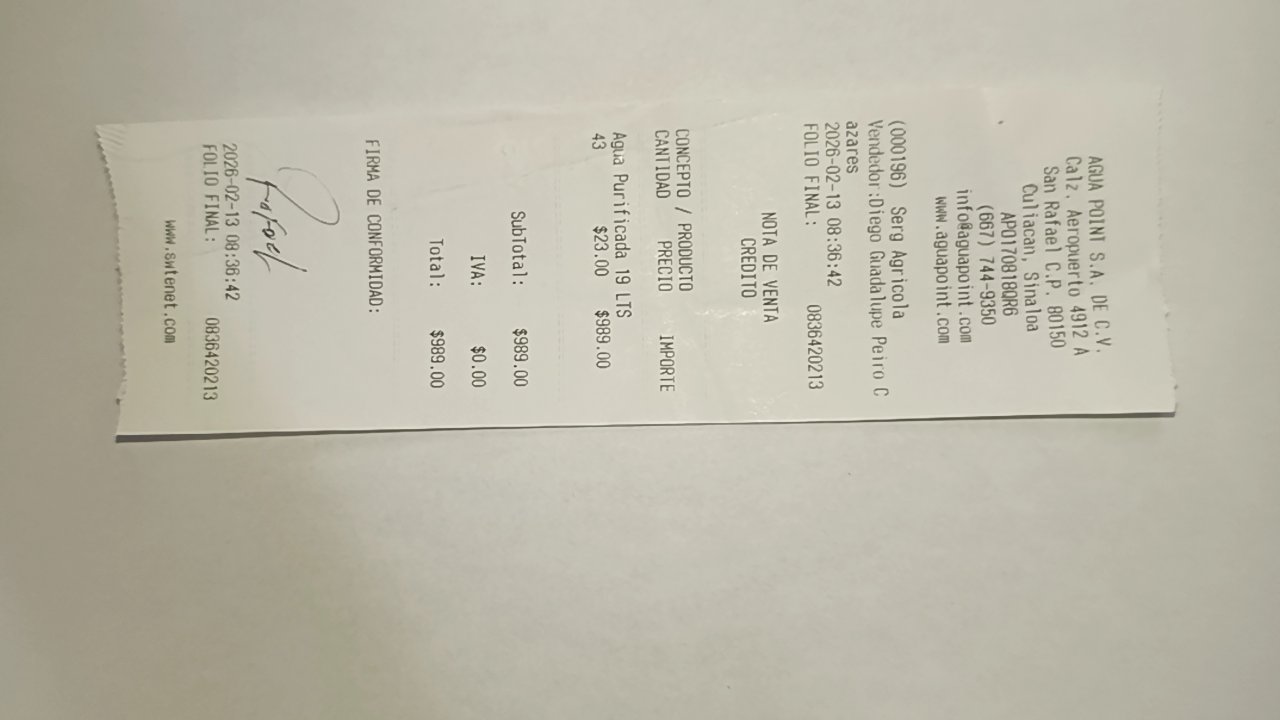 AGUA POINT S.A. DE C.V.
Calz. Aeropuerto 4912 A
San Rafael C.P. 80150
Culiacan, Sinaloa
APO170818QR6
(667) 744-9350
info@aguapoint.com
www.aguapoint.com
(000196) Serg Agricola
Vendedor:Diego Guadalupe Peiro C
azares
2026-02-13 08:36:42
FOLIO FINAL: 0836420213
NOTA DE VENTA
CREDITO
CONCEPTO / PRODUCTO
CANTIDAD PRECIO IMPORTE
Agua Purificada 19 LTS
43 $23.00 $989.00
SubTotal: $989.00
IVA: $0.00
Total: $989.00
FIRMA DE CONFORMIDAD:
2026-02-13 08:36:42
FOLIO FINAL: 0836420213
www.swtenet.com